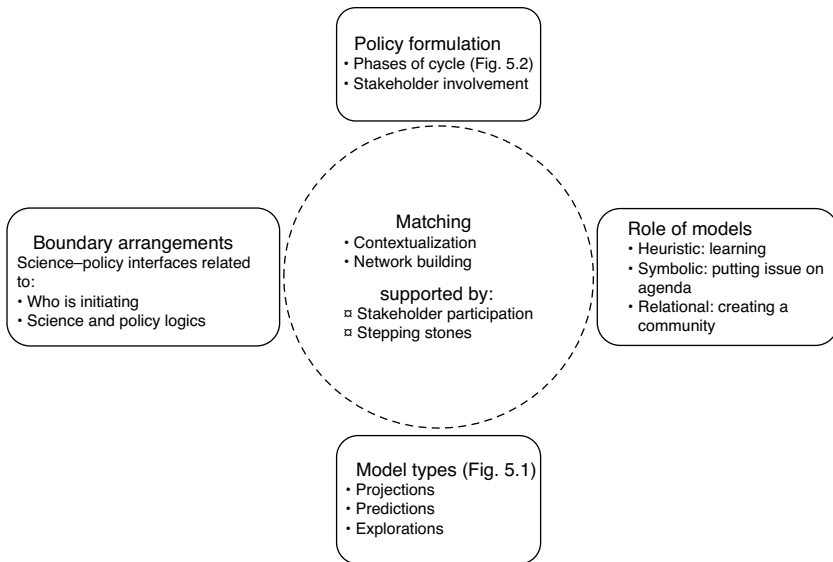 Policy formulation
• Phases of cycle (Fig. 5.2)
• Stakeholder involvement
Boundary arrangements
Science–policy interfaces related
to:
• Who is initiating
• Science and policy logics
Matching
• Contextualization
• Network building
supported by:
¤ Stakeholder participation
¤ Stepping stones
Role of models
• Heuristic: learning
• Symbolic: putting issue on
agenda
• Relational: creating a
community
Model types (Fig. 5.1)
• Projections
• Predictions
• Explorations